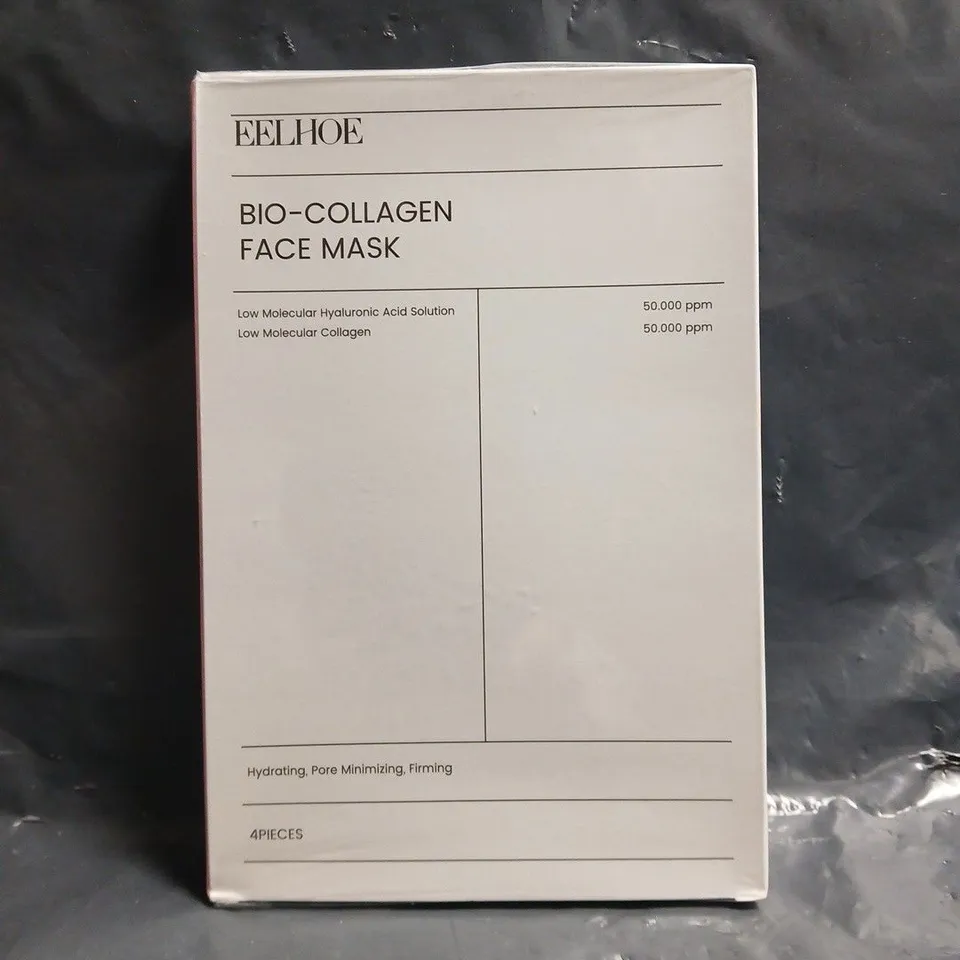 EELHOE
BIO-COLLAGEN
FACE MASK
Low Molecular Hyaluronic Acid Solution 50.000 ppm
Low Molecular Collagen 50.000 ppm
Hydrating, Pore Minimizing, Firming
4PIECES